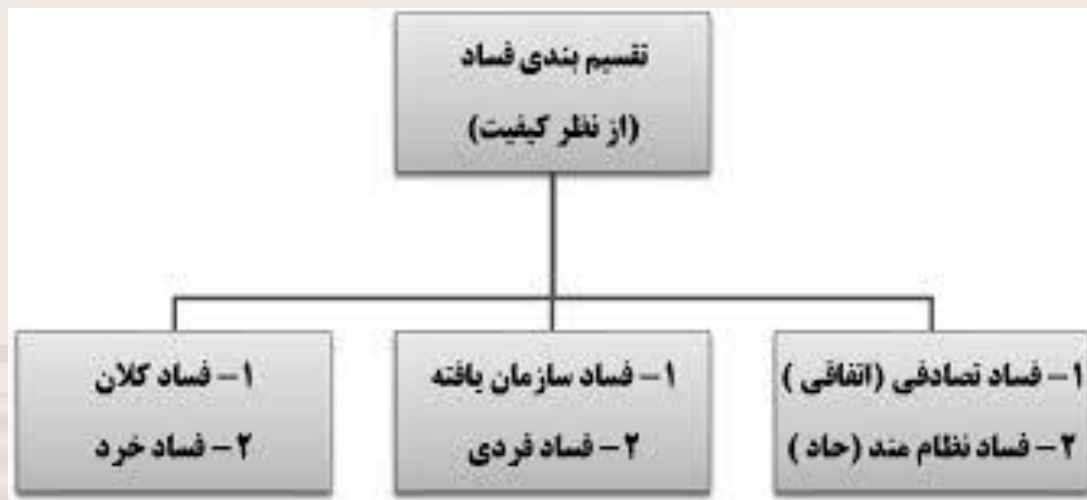 تقسیم بندی فساد
(از نظر کیفیت)
۱- فساد تصادفی (اتفاقی )
۲- فساد نظام مند (حاد )
۱- فساد سازمان یافته
۲- فساد فردی
۱- فساد کلان
۲- فساد خرد